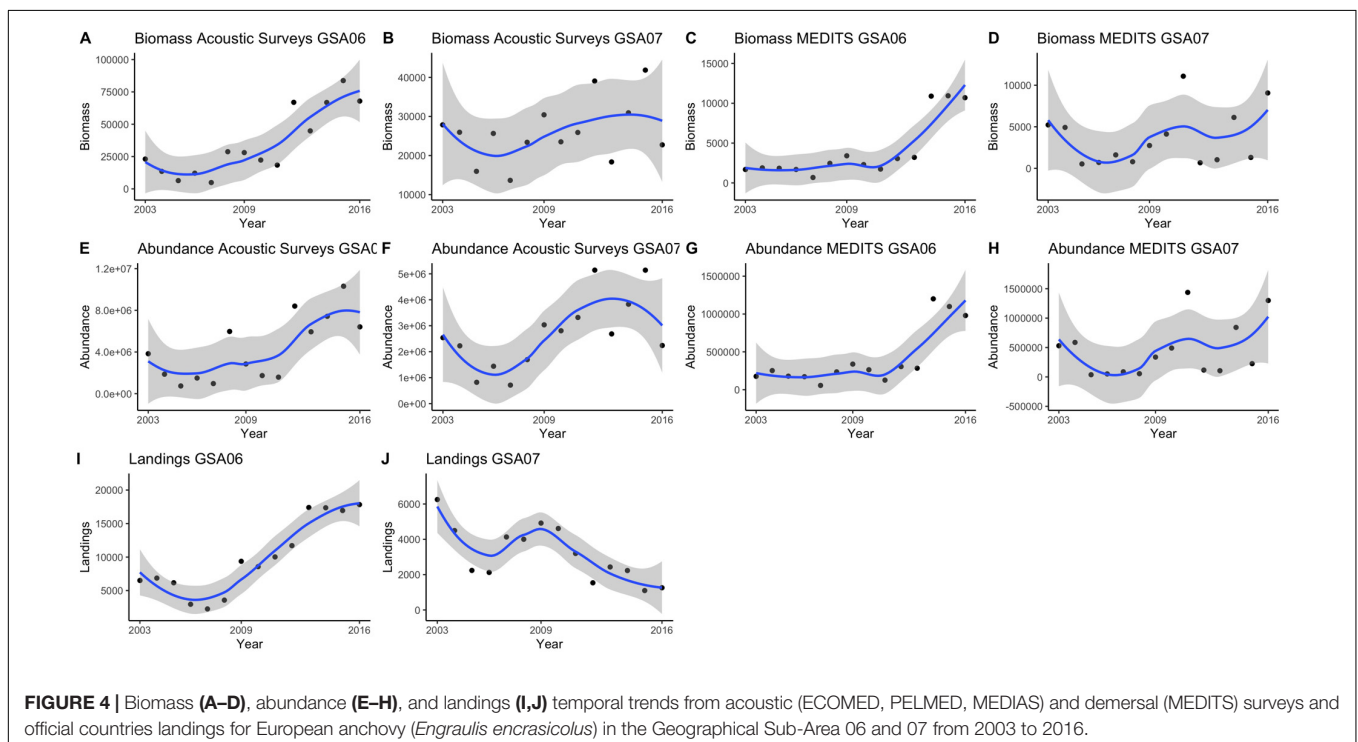 A Biomass Acoustic Surveys GSA06
100000
75000
50000
25000
0
Biomass
2003 2009 2016
Year
B Biomass Acoustic Surveys GSA07
40000
30000
20000
10000
Biomass
2003 2009 2016
Year
C Biomass MEDITS GSA06
15000
10000
5000
0
Biomass
2003 2009 2016
Year
D Biomass MEDITS GSA07
10000
5000
0
Biomass
2003 2009 2016
Year
E Abundance Acoustic Surveys GSA0
1.2e+07
8.0e+06
4.0e+06
0.0e+00
Abundance
2003 2009 2016
Year
F Abundance Acoustic Surveys GSA07
5e+06
4e+06
3e+06
2e+06
1e+06
0e+00
Abundance
2003 2009 2016
Year
G Abundance MEDITS GSA06
1500000
1000000
500000
0
Abundance
2003 2009 2016
Year
H Abundance MEDITS GSA07
1500000
1000000
500000
0
-500000
Abundance
2003 2009 2016
Year
I Landings GSA06
20000
15000
10000
5000
Landings
2003 2009 2016
Year
J Landings GSA07
6000
4000
2000
0
Landings
2003 2009 2016
Year
FIGURE 4 | Biomass (A–D), abundance (E–H), and landings (I,J) temporal trends from acoustic (ECOMED, PELMED, MEDIAS) and demersal (MEDITS) surveys and
official countries landings for European anchovy (Engraulis encrasicolus) in the Geographical Sub-Area 06 and 07 from 2003 to 2016.